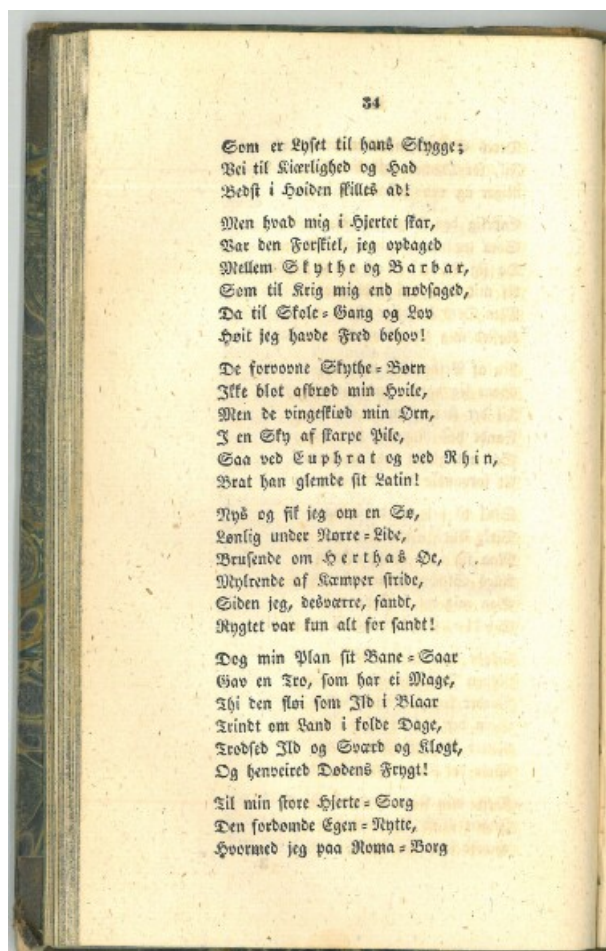 34
Som er Lyset til hans Skygge;
Vei til Kiærlighed og Had
Bedst i Høiden skilles ad!
Men hvad mig i Hjertet skar,
Var den Forskiel, jeg opdaged
Mellem Skythe og Barbar,
Som til Krig mig end nødsaged,
Da til Skole-Gang og Lov
Høit jeg havde Fred behov!
De forvovne Skythe-Børn
Ikke blot afbrød min Hvile,
Men de vingeskiød min Ørn,
I en Sky af skarpe Pile,
Saa ved Euphrat og ved Rhin,
Brat han glemde sit Latin!
Nys og fik jeg om en Sø,
Lønlig under Norre-Lide,
Brusende om Herthas Øe,
Mylrende af Kæmper stride,
Siden jeg, desværre, fandt,
Rygtet var kun alt for sandt!
Dog min Plan sit Bane-Saar
Gav en Tro, som har ei Mage,
Thi den fløi som Ild i Blaar
Trindt om Land i kolde Dage,
Trodsed Ild og Sværd og Kløgt,
Og henveired Dødens Frygt!
Til min store Hjerte-Sorg
Den fordømde Egen-Nytte,
Hvormed jeg paa Roma-Borg